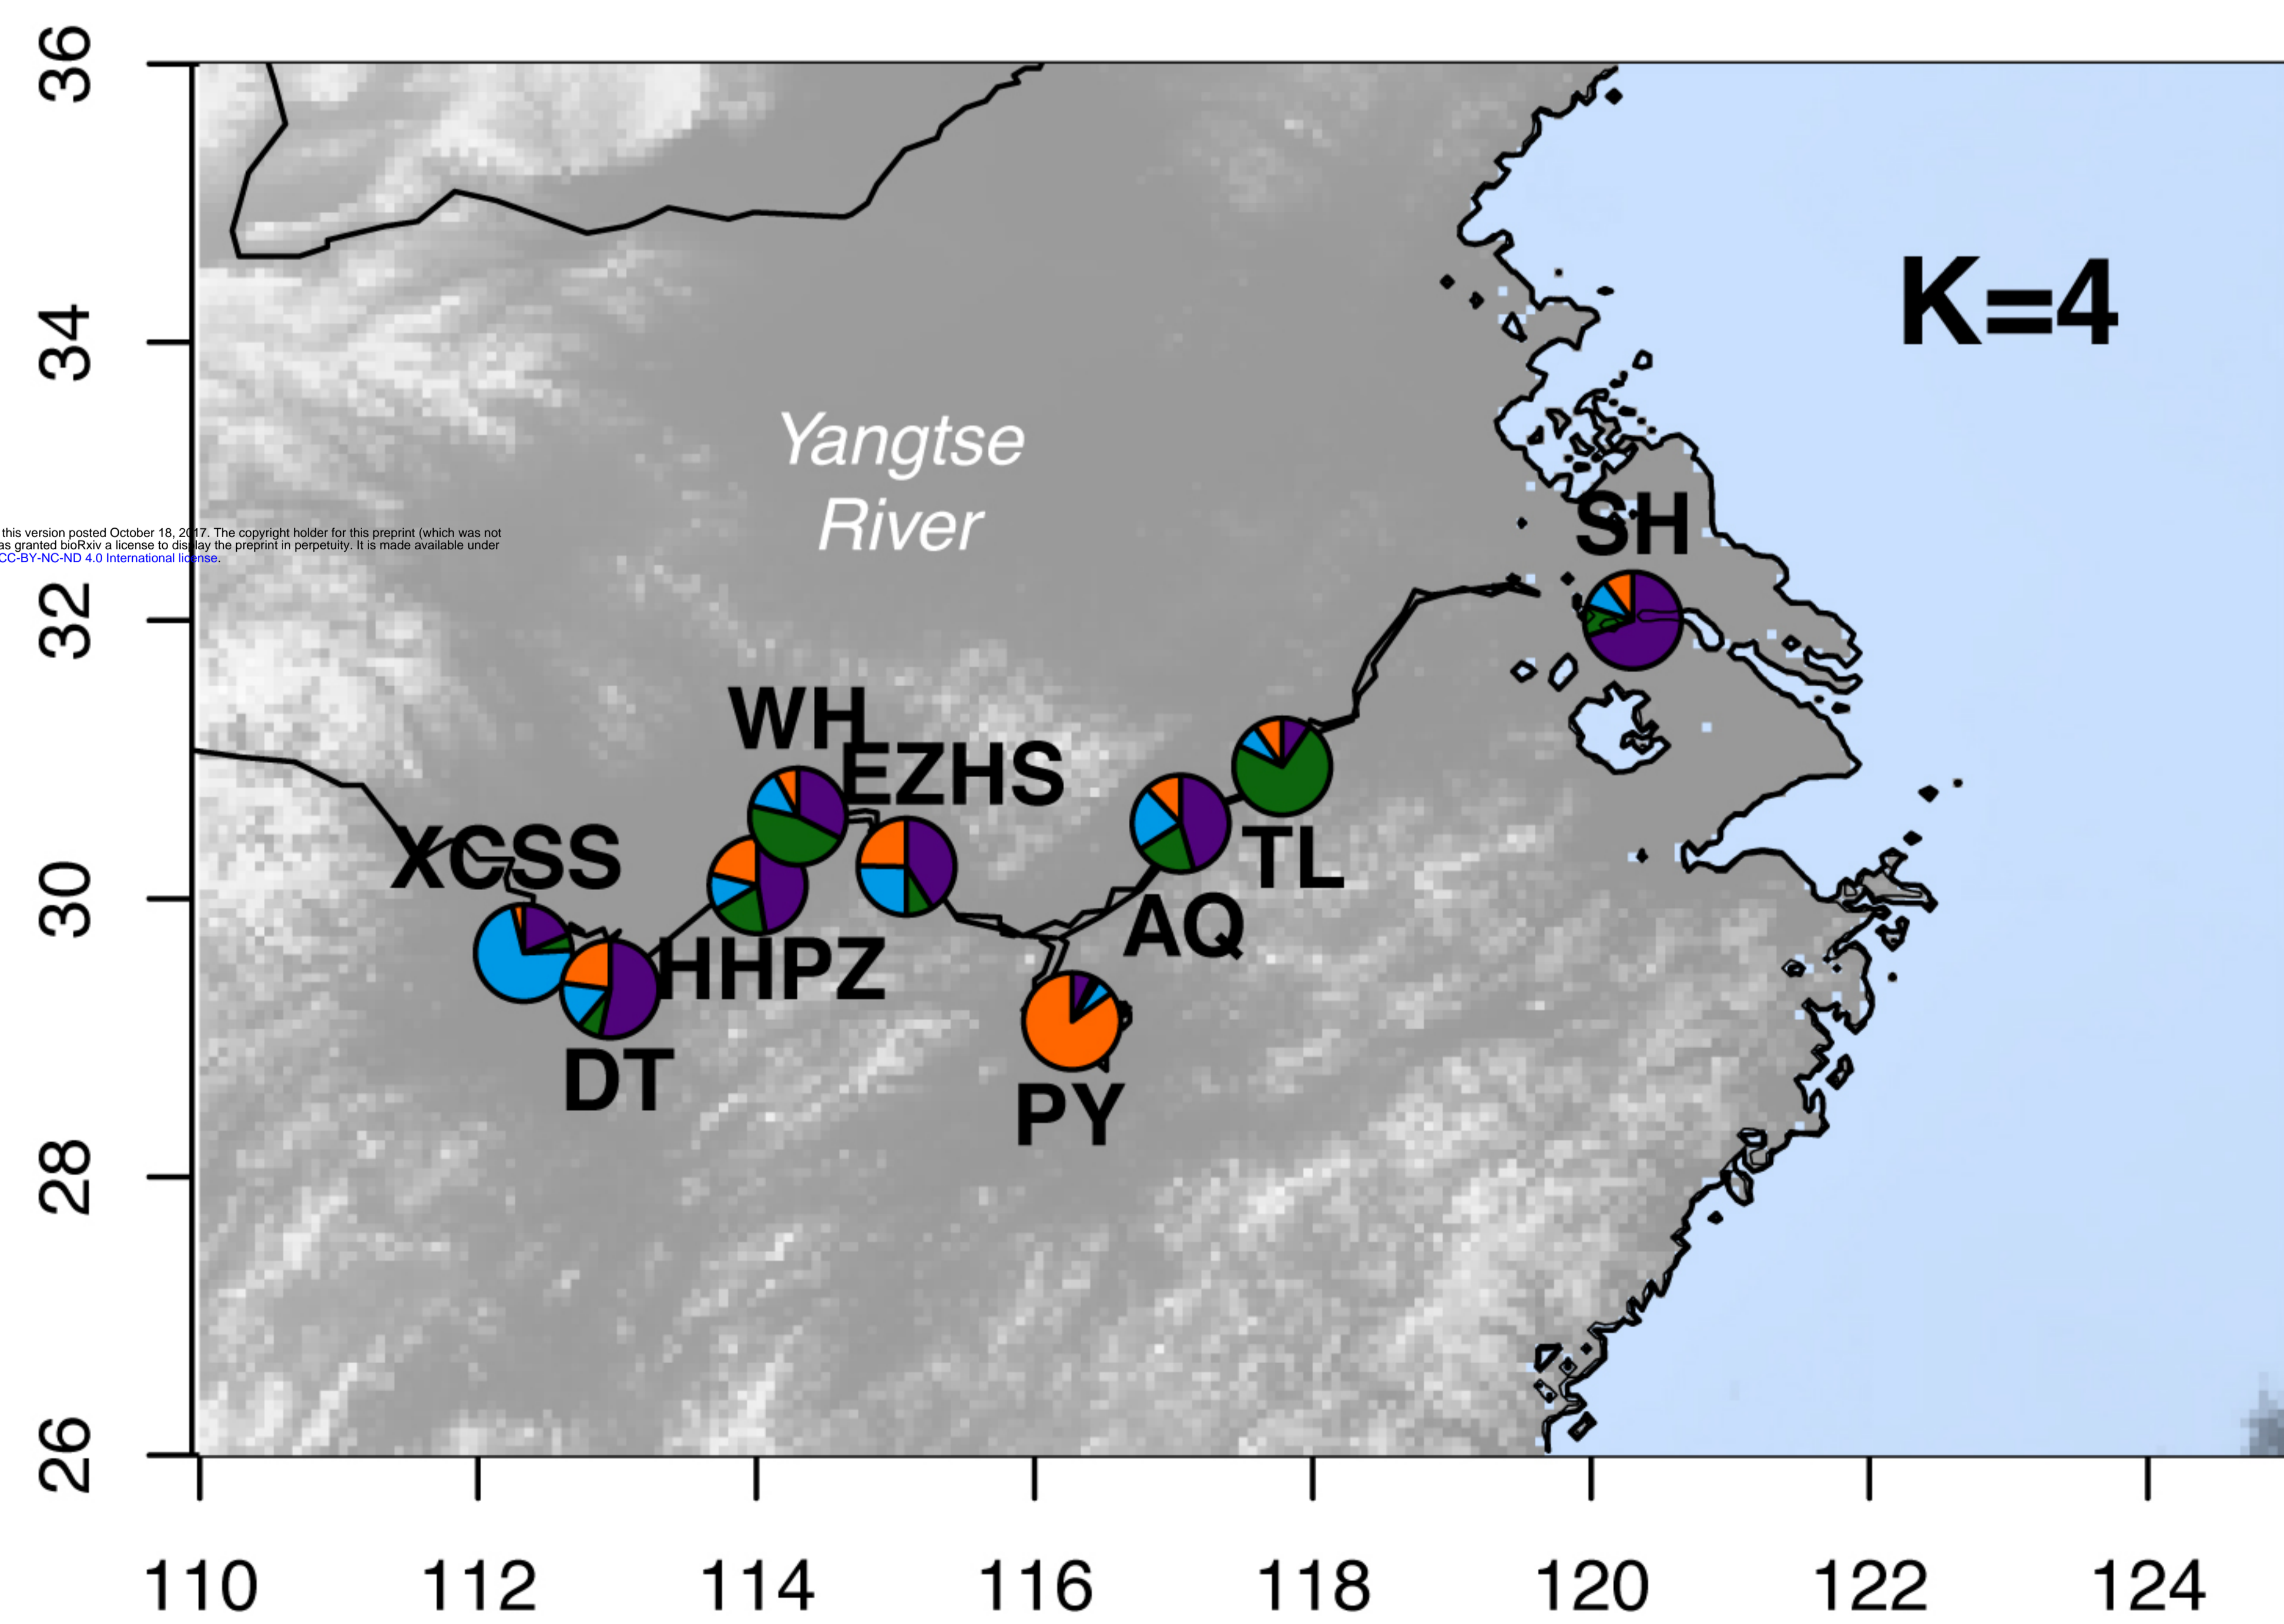 36
K=4
34
Yangtse
River
SH
this version posted October 18, 2017. The copyright holder for this preprint (which was not
as granted bioRxiv a license to display the preprint in perpetuity. It is made available under
CC-BY-NC-ND 4.0 International license.
32
WH
EZHS
XCSS
TL
30
AQ
HHPZ
DT
PY
28
26
110 112 114 116 118 120 122 124